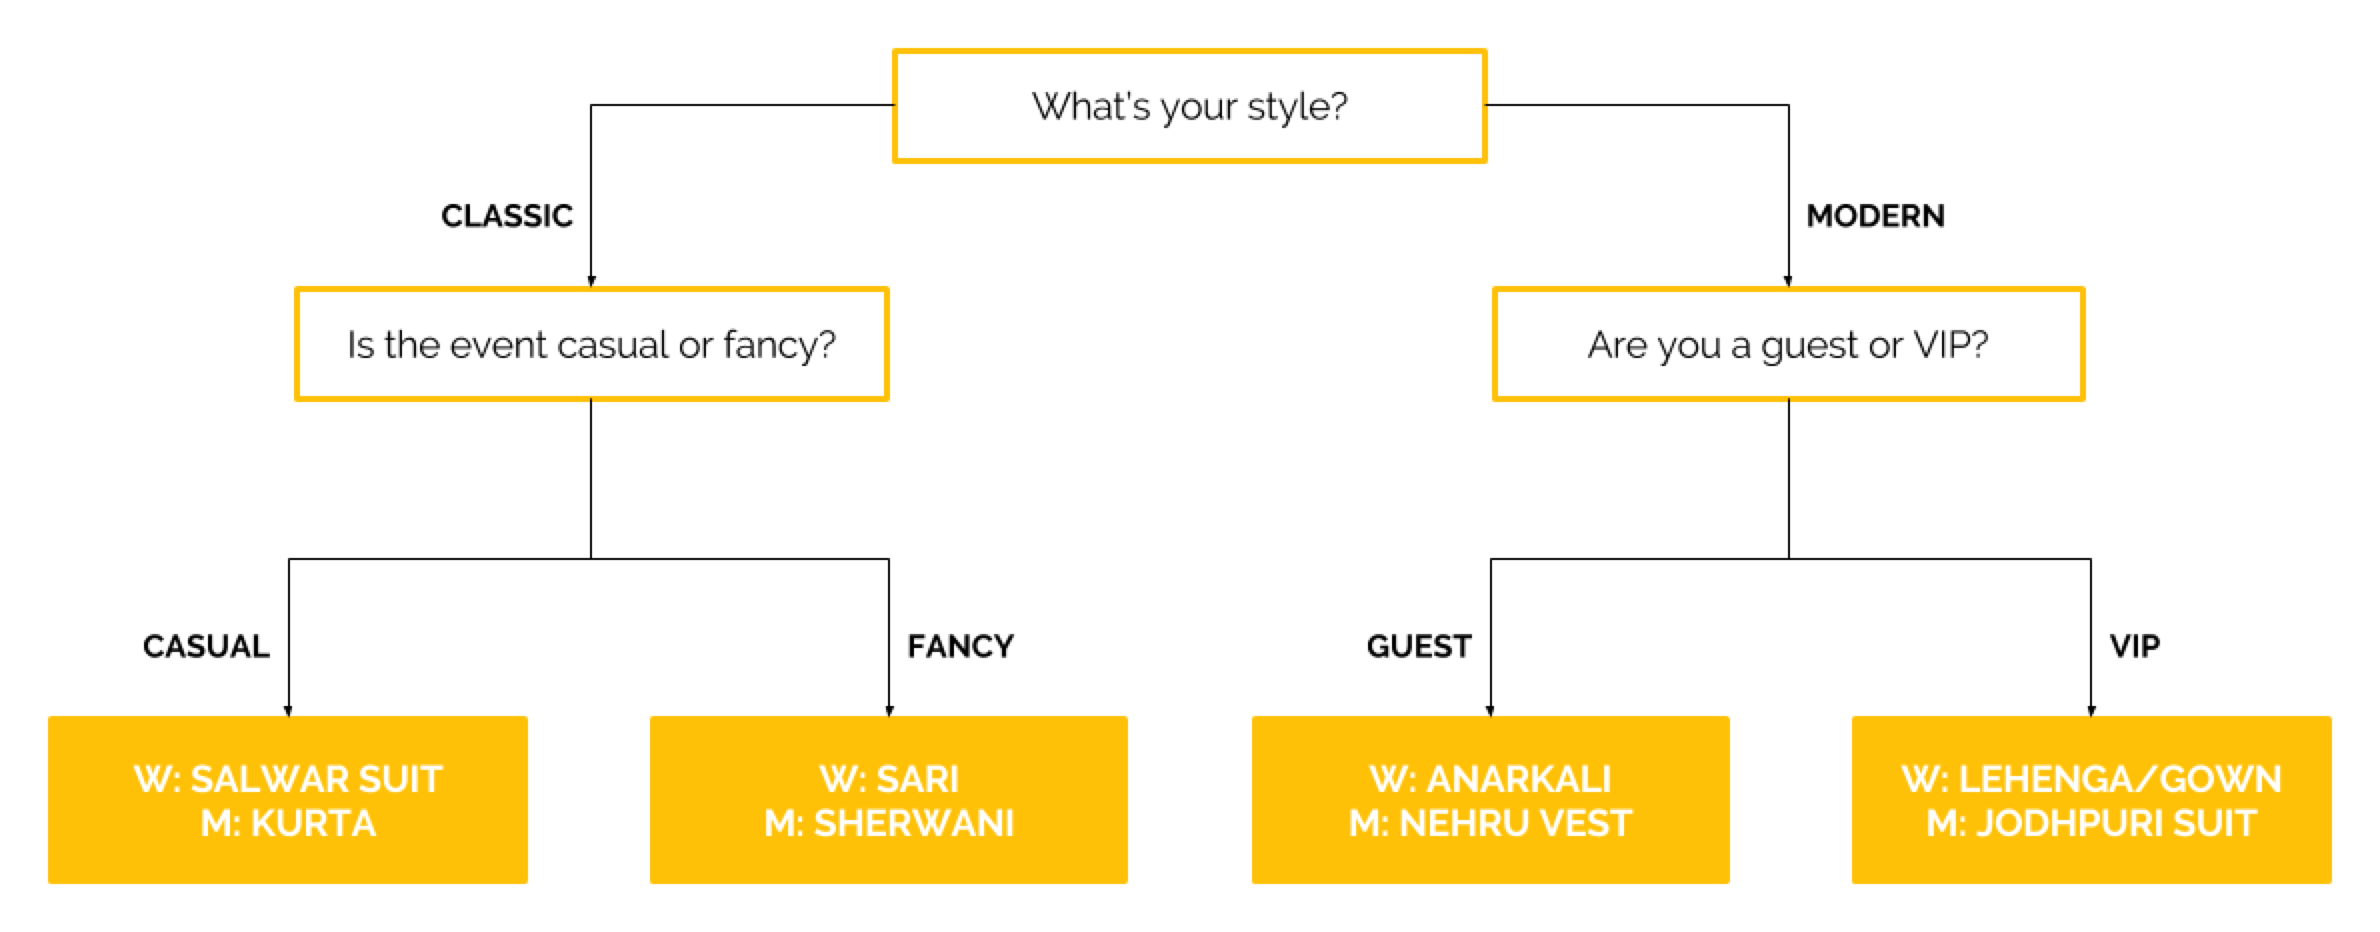 What's your style?
CLASSIC
MODERN
Is the event casual or fancy?
Are you a guest or VIP?
CASUAL
FANCY
GUEST
VIP
W: SALWAR SUIT
M: KURTA
W: SARI
M: SHERWANI
W: ANARKALI
M: NEHRU VEST
W: LEHENGA/GOWN
M: JODHPURI SUIT